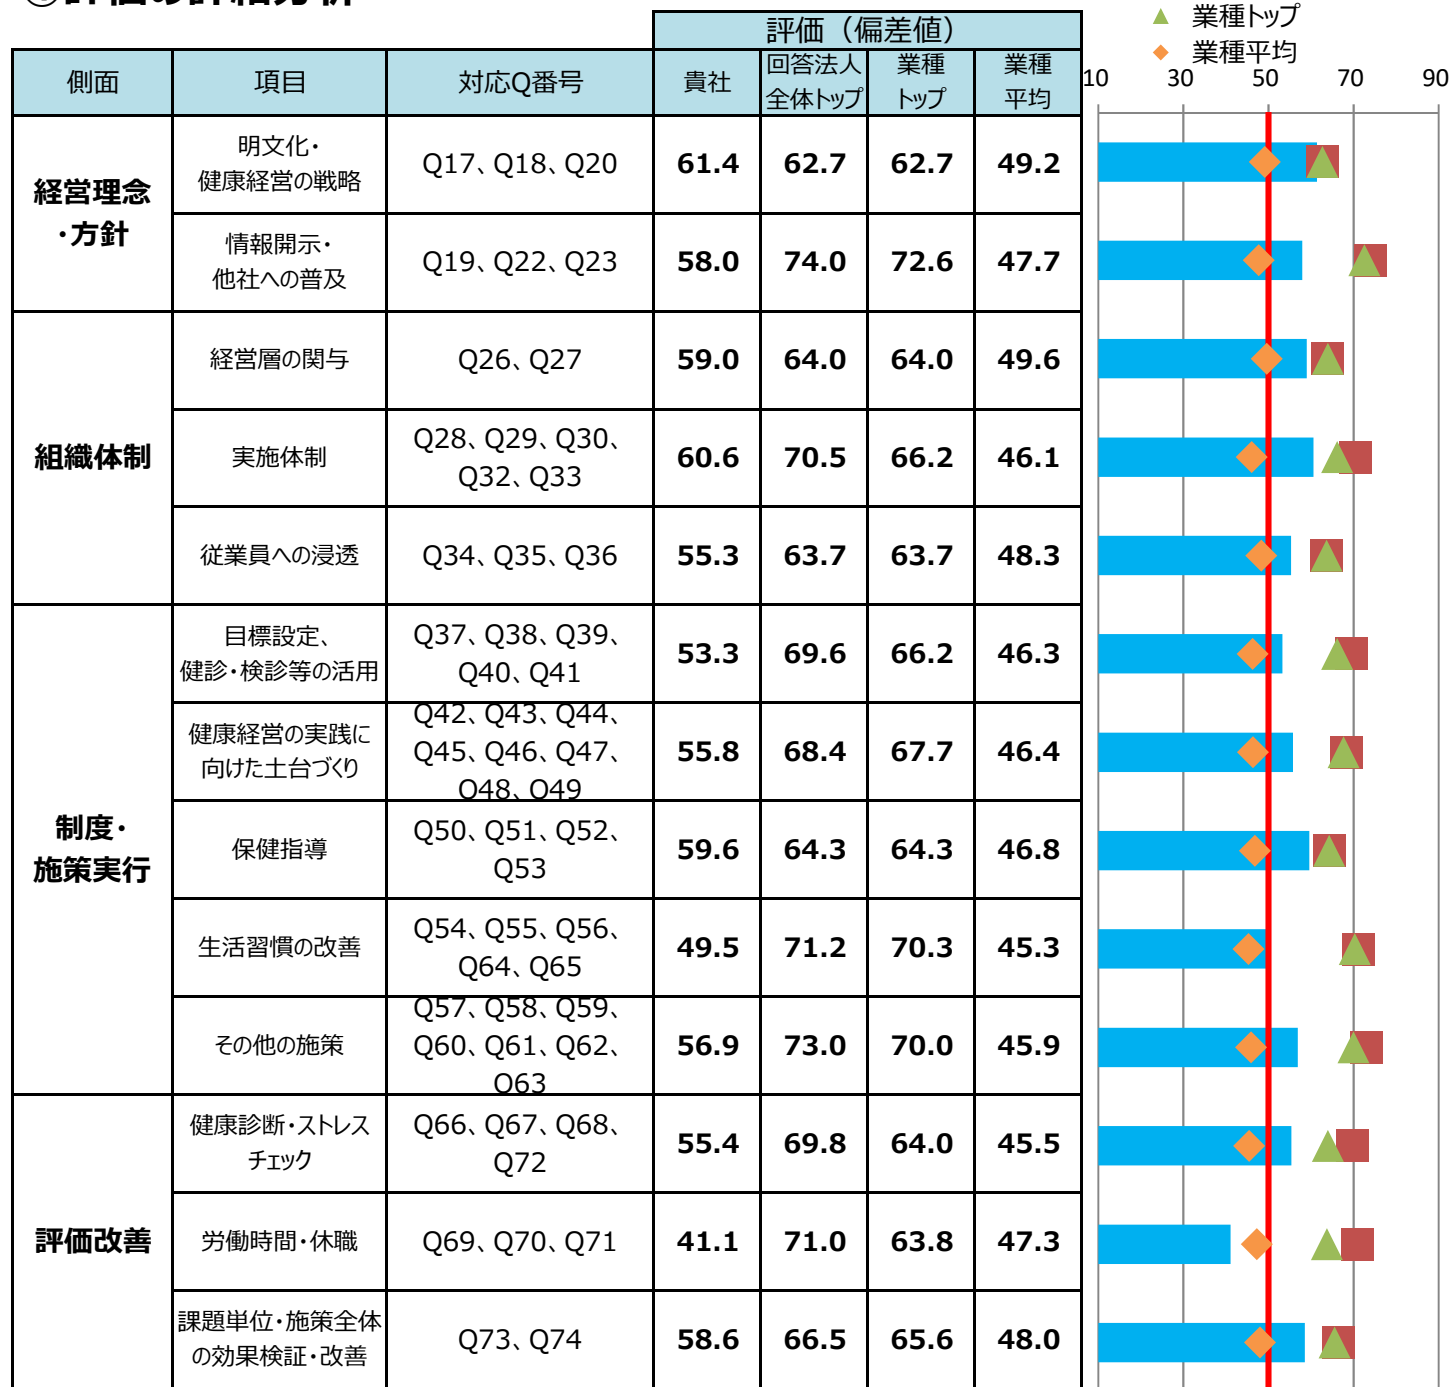 ①評価の詳細分析
▲ 業種トップ
◆ 業種平均
評価（偏差値）
側面 項目 対応Q番号 貴社 回答法人 業種 業種
全体トップ トップ 平均
10 30 50 70 90
経営理念
・方針
明文化・
健康経営の戦略
Q17、Q18、Q20
61.4 62.7 62.7 49.2
情報開示・
他社への普及
Q19、Q22、Q23
58.0 74.0 72.6 47.7
組織体制
経営層の関与
Q26、Q27
59.0 64.0 64.0 49.6
実施体制
Q28、Q29、Q30、
Q32、Q33
60.6 70.5 66.2 46.1
従業員への浸透
Q34、Q35、Q36
55.3 63.7 63.7 48.3
制度・
施策実行
目標設定、
健診・検診等の活用
Q37、Q38、Q39、
Q40、Q41
53.3 69.6 66.2 46.3
健康経営の実践に
向けた土台づくり
Q42、Q43、Q44、
Q45、Q46、Q47、
Q48、Q49
55.8 68.4 67.7 46.4
保健指導
Q50、Q51、Q52、
Q53
59.6 64.3 64.3 46.8
生活習慣の改善
Q54、Q55、Q56、
Q64、Q65
49.5 71.2 70.3 45.3
その他の施策
Q57、Q58、Q59、
Q60、Q61、Q62、
Q63
56.9 73.0 70.0 45.9
評価改善
健康診断・ストレス
チェック
Q66、Q67、Q68、
Q72
55.4 69.8 64.0 45.5
労働時間・休職
Q69、Q70、Q71
41.1 71.0 63.8 47.3
課題単位・施策全体
の効果検証・改善
Q73、Q74
58.6 66.5 65.6 48.0